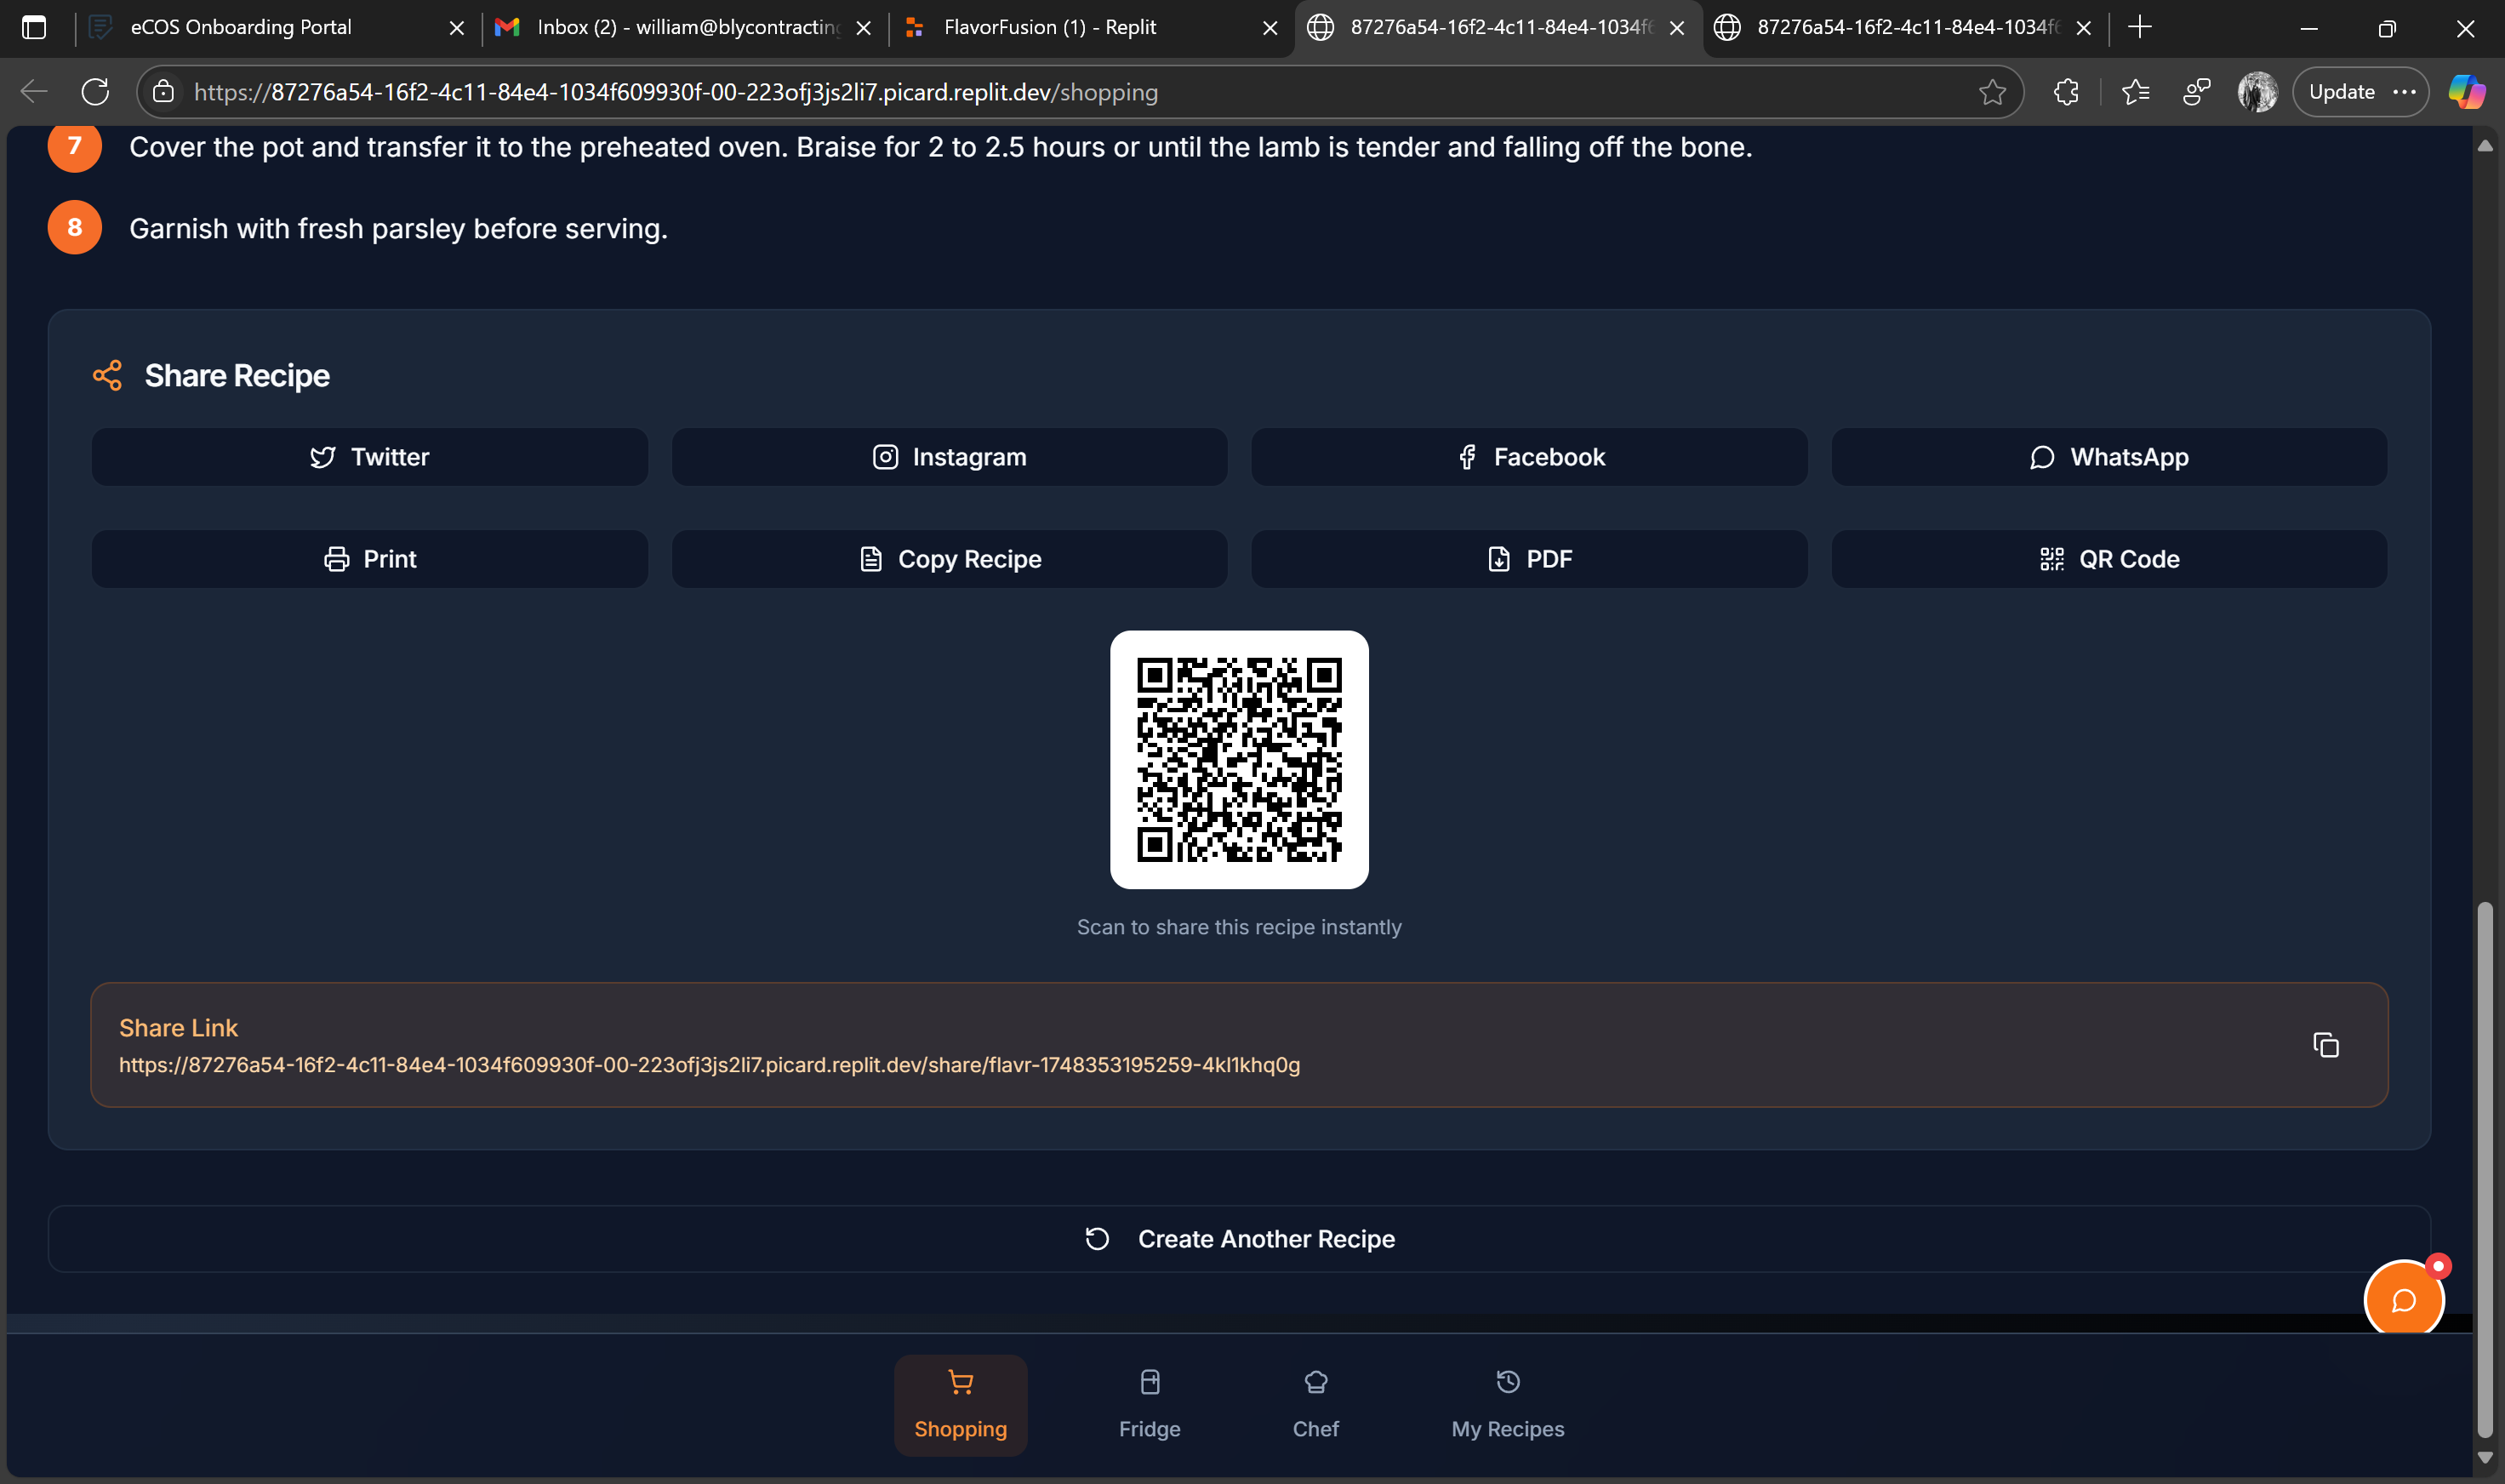 eCOS Onboarding Portal
Inbox (2) - william@blycontracting
FlavorFusion (1) - Replit
87276a54-16f2-4c11-84e4-1034f6
87276a54-16f2-4c11-84e4-1034f6
https://87276a54-16f2-4c11-84e4-1034f609930f-00-223ofj3js2li7.picard.replit.dev/shopping
Update
7 Cover the pot and transfer it to the preheated oven. Braise for 2 to 2.5 hours or until the lamb is tender and falling off the bone.
8 Garnish with fresh parsley before serving.
Share Recipe
Twitter
Instagram
Facebook
WhatsApp
Print
Copy Recipe
PDF
QR Code
Scan to share this recipe instantly
Share Link
https://87276a54-16f2-4c11-84e4-1034f609930f-00-223ofj3js2li7.picard.replit.dev/share/flavr-1748353195259-4kl1khq0g
Create Another Recipe
Shopping
Fridge
Chef
My Recipes